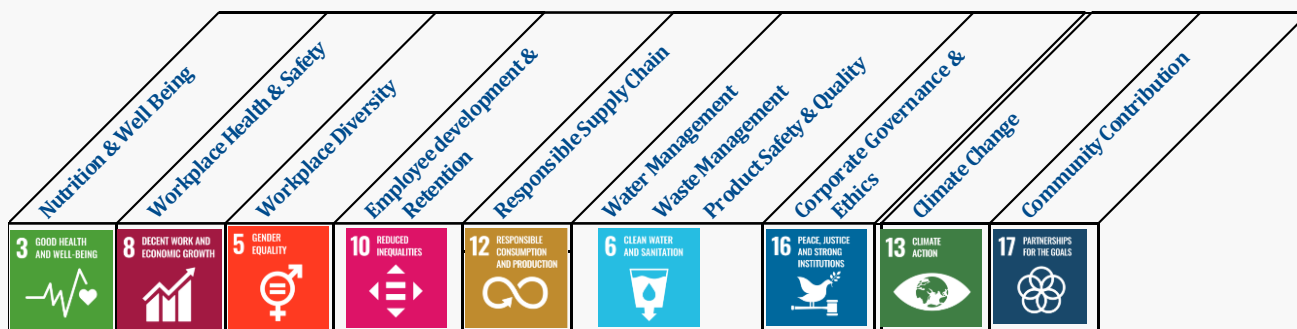 Nutrition & Well Being
Workplace Health & Safety
Workplace Diversity
Employee development &
Retention
Responsible Supply Chain
Water Management
Waste Management
Product Safety & Quality
Corporate Governance &
Ethics
Climate Change
Community Contribution
3 GOOD HEALTH
AND WELL-BEING
8 DECENT WORK AND
ECONOMIC GROWTH
5 GENDER
EQUALITY
10 REDUCED
INEQUALITIES
12 RESPONSIBLE
CONSUMPTION
AND PRODUCTION
6 CLEAN WATER
AND SANITATION
16 PEACE, JUSTICE
AND STRONG
INSTITUTIONS
13 CLIMATE
ACTION
17 PARTNERSHIPS
FOR THE GOALS